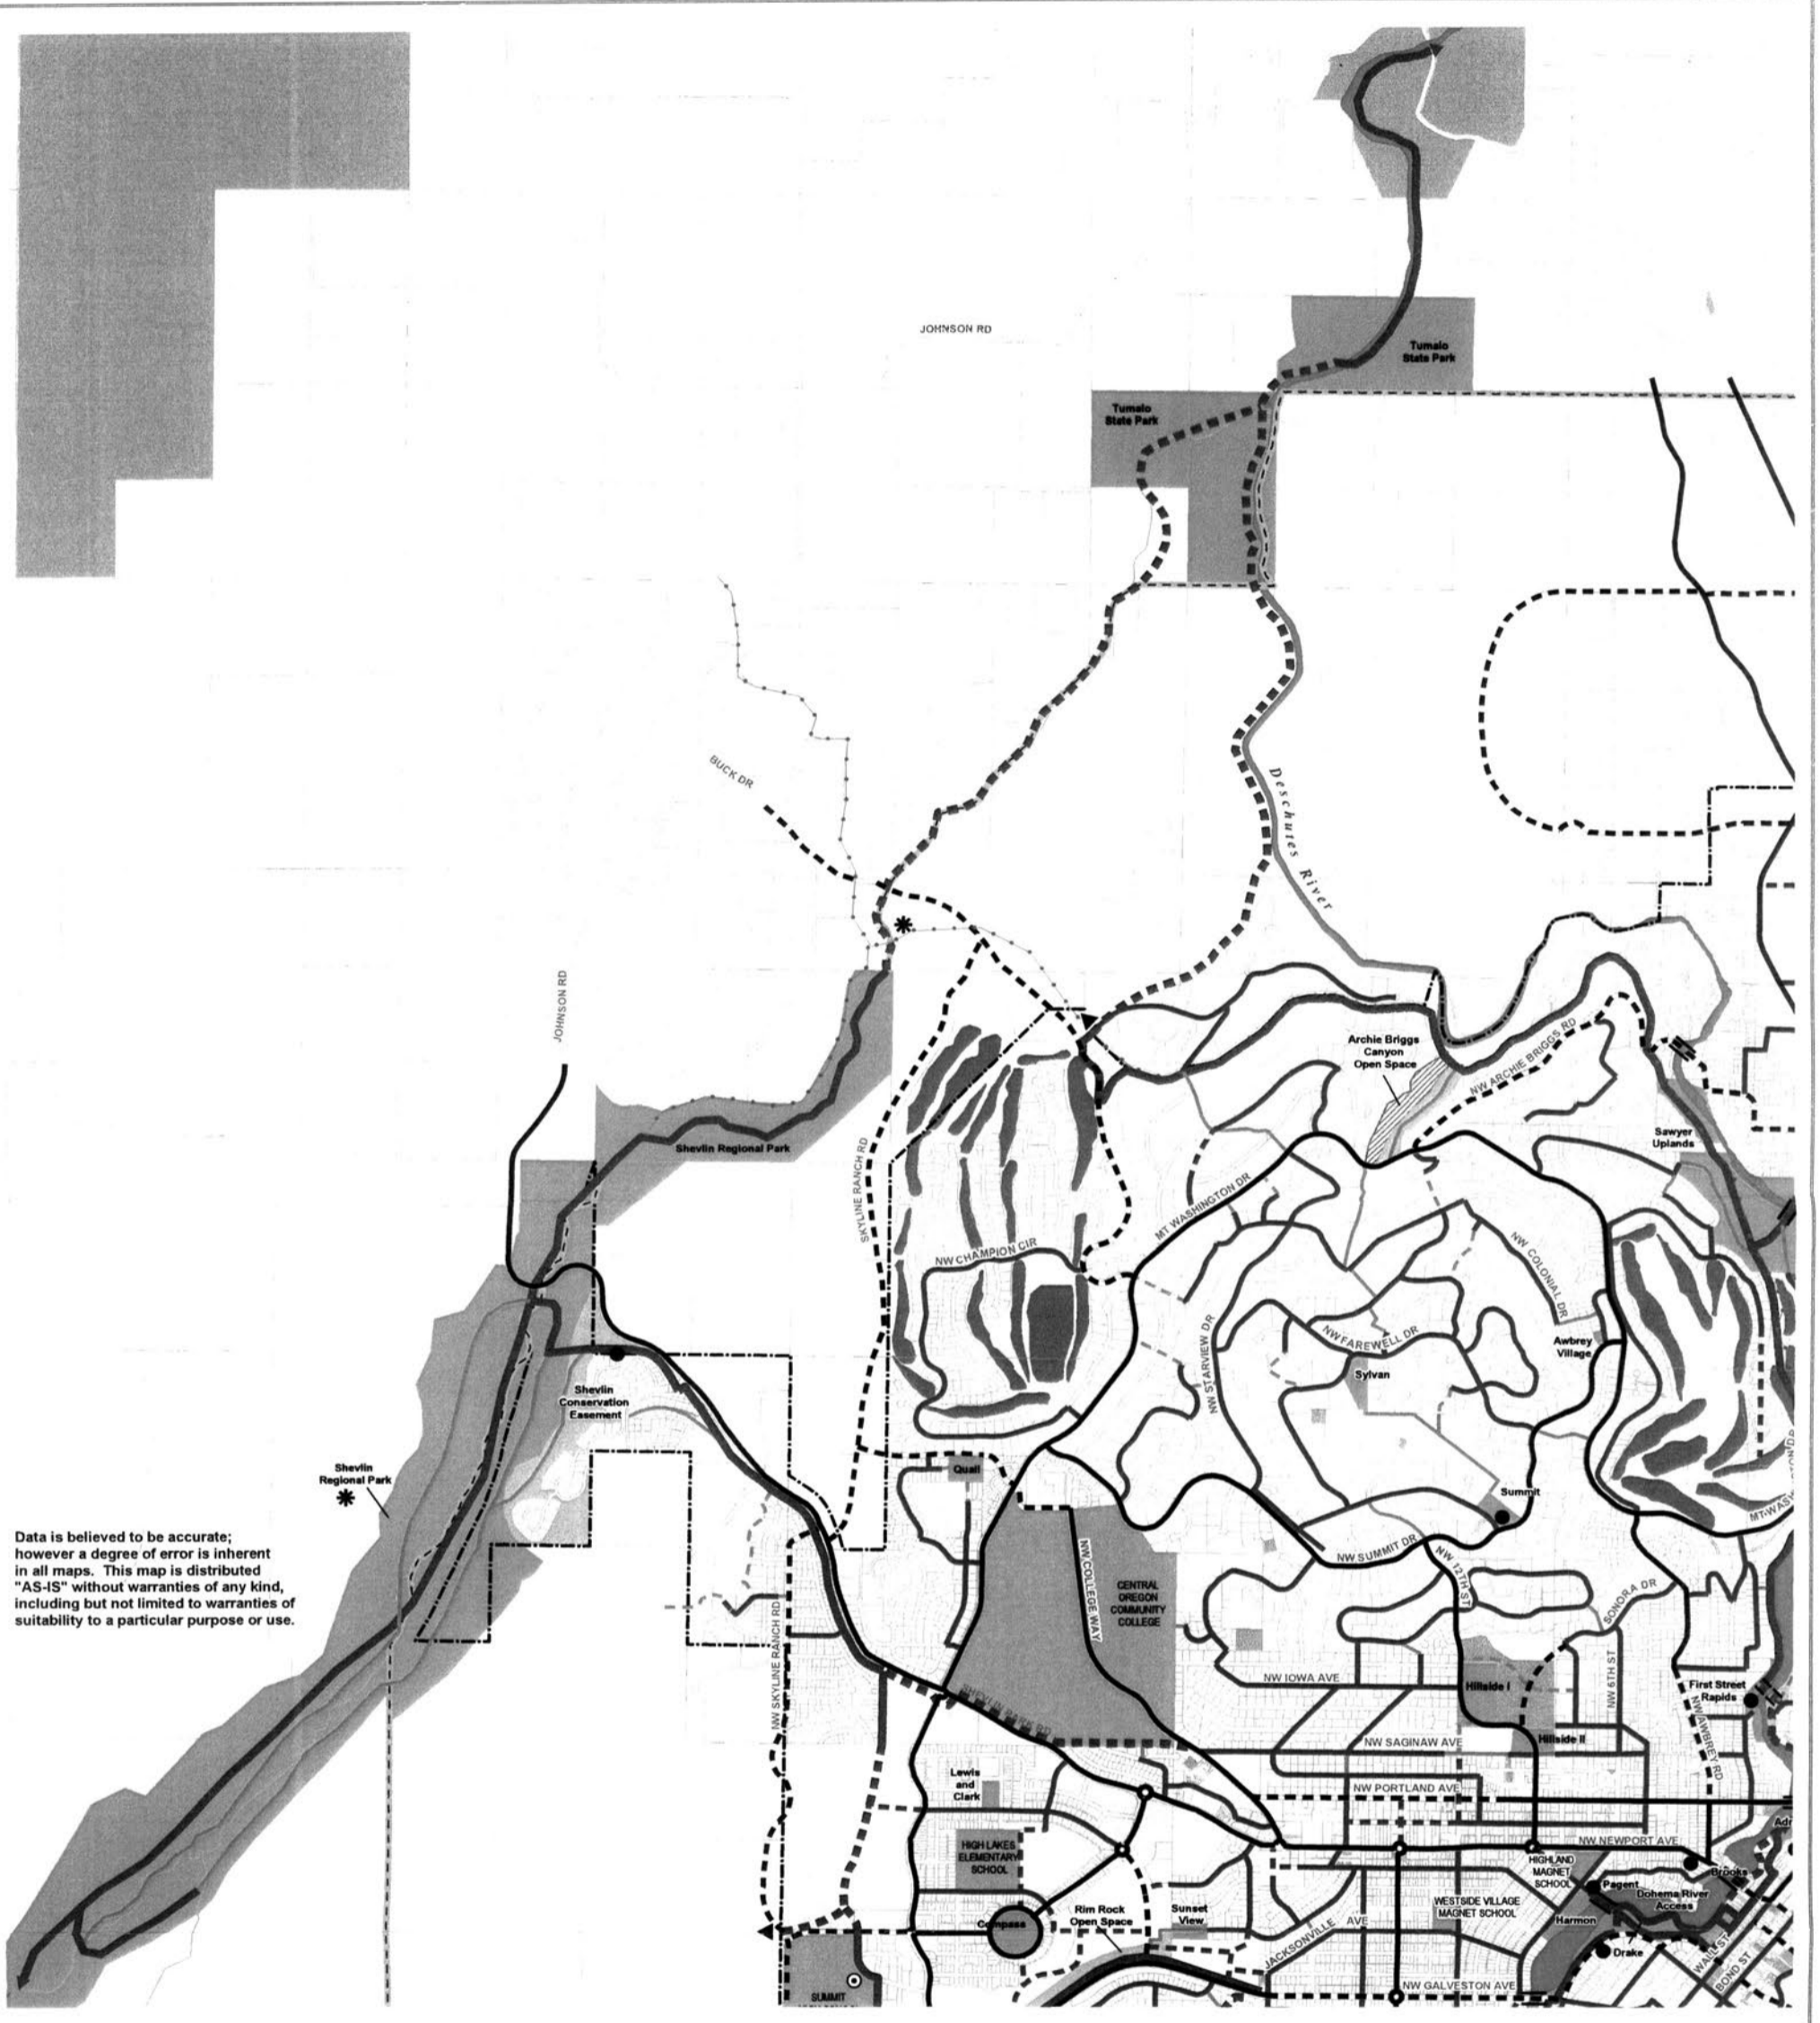 JOHNSON RD
Tumalo
State Park
Tumalo
State Park
BUCK DR
Deschutes River
JOHNSON RD
Archie Briggs
Canyon
Open Space
NW ARCHIE BRIGGS RD
Sawyer
Uplands
Shevlin Regional Park
SKYLINE RANCH RD
MT WASHINGTON DR
NW CHAMPION CIR
NW COLONIAL DR
NW STARVIEW DR
NW FAREWELL DR
Awbrey
Village
Sylvan
Shevlin
Conservation
Easement
Shevlin
Regional Park
Quail
Summit
Data is believed to be accurate;
however a degree of error is inherent
in all maps. This map is distributed
"AS-IS" without warranties of any kind,
including but not limited to warranties of
suitability to a particular purpose or use.
NW SUMMIT DR
NW 12TH ST
NW COLLEGE WAY
CENTRAL
OREGON
COMMUNITY
COLLEGE
SONORA DR
NW SKYLINE RANCH RD
NW IOWA AVE
Hillside I
NW 6TH ST
First Street
Rapids
SHEVLIN PARK RD
NW SAGINAW AVE
Hillside II
NW AWBREY RD
Lewis
and
Clark
NW PORTLAND AVE
HIGH LAKES
ELEMENTARY
SCHOOL
NW NEWPORT AVE
HIGHLAND
MAGNET
SCHOOL
Brooks
Pagent
Dohema River
Access
WESTSIDE VILLAGE
MAGNET SCHOOL
Harmon
Drake
Compass
Rim Rock
Open Space
Sunset
View
JACKSONVILLE AVE
WALL ST
BOND ST
NW GALVESTON AVE
SUMMIT